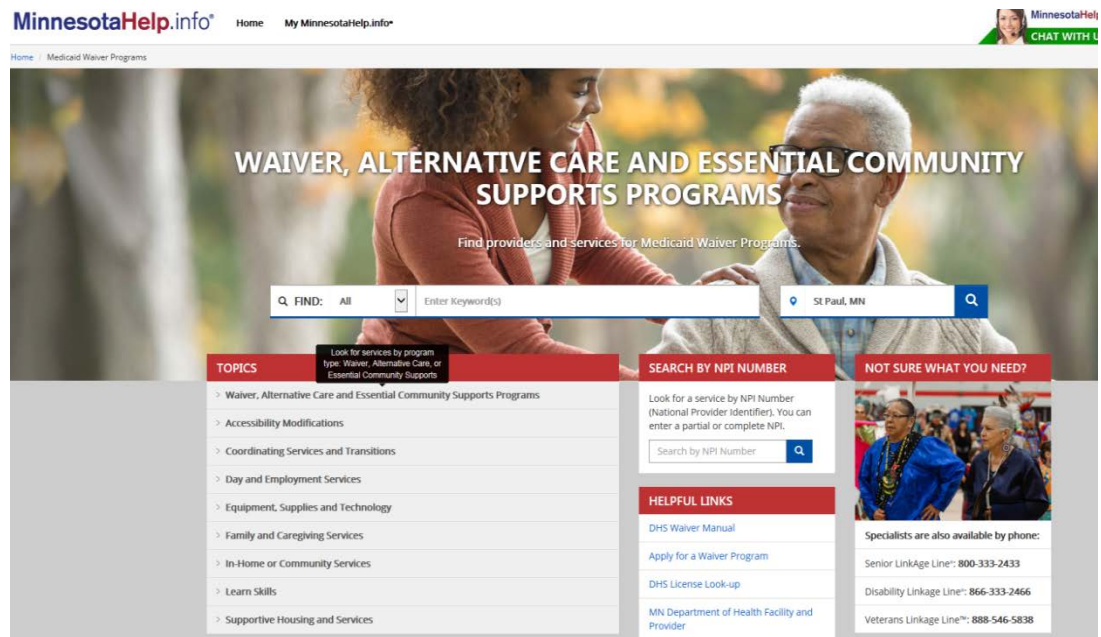 MinnesotaHelp.info®
Home
My MinnesotaHelp.info®
MinnesotaHelp
CHAT WITH U
Home / Medicaid Waiver Programs
WAIVER, ALTERNATIVE CARE AND ESSENTIAL COMMUNITY
SUPPORTS PROGRAMS
Find providers and services for Medicaid Waiver Programs.
FIND: All
Enter Keyword(s)
St Paul, MN
Look for services by program
type: Waiver, Alternative Care, or
Essential Community Supports
TOPICS
> Waiver, Alternative Care and Essential Community Supports Programs
> Accessibility Modifications
> Coordinating Services and Transitions
> Day and Employment Services
> Equipment, Supplies and Technology
> Family and Caregiving Services
> In-Home or Community Services
> Learn Skills
> Supportive Housing and Services
SEARCH BY NPI NUMBER
Look for a service by NPI Number
(National Provider Identifier). You can
enter a partial or complete NPI.
Search by NPI Number
HELPFUL LINKS
DHS Waiver Manual
Apply for a Waiver Program
DHS License Look-up
MN Department of Health Facility and
Provider
NOT SURE WHAT YOU NEED?
Specialists are also available by phone:
Senior LinkAge Line®: 800-333-2433
Disability Linkage Line®: 866-333-2466
Veterans Linkage Line™: 888-546-5838